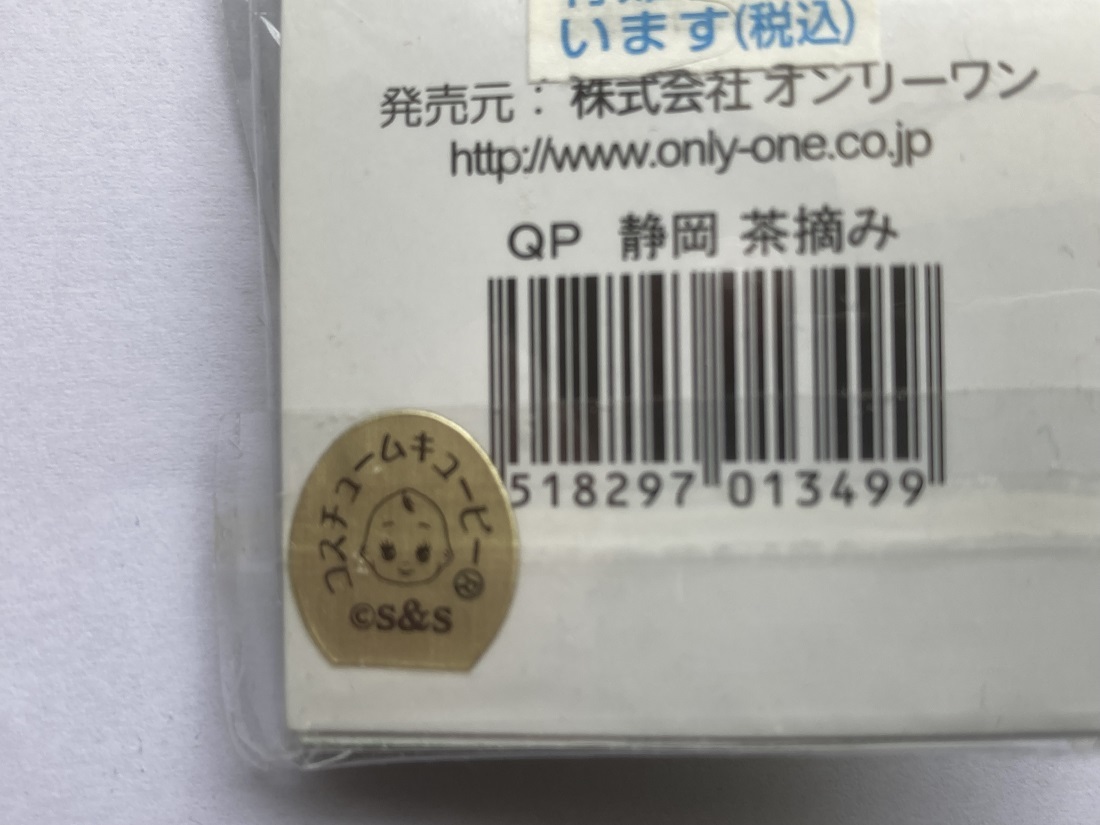 います(税込)
発売元：株式会社 オンリーワン
http://www.only-one.co.jp
QP 静岡 茶摘み
518297 013499
コスチュームキューピー
©S&S